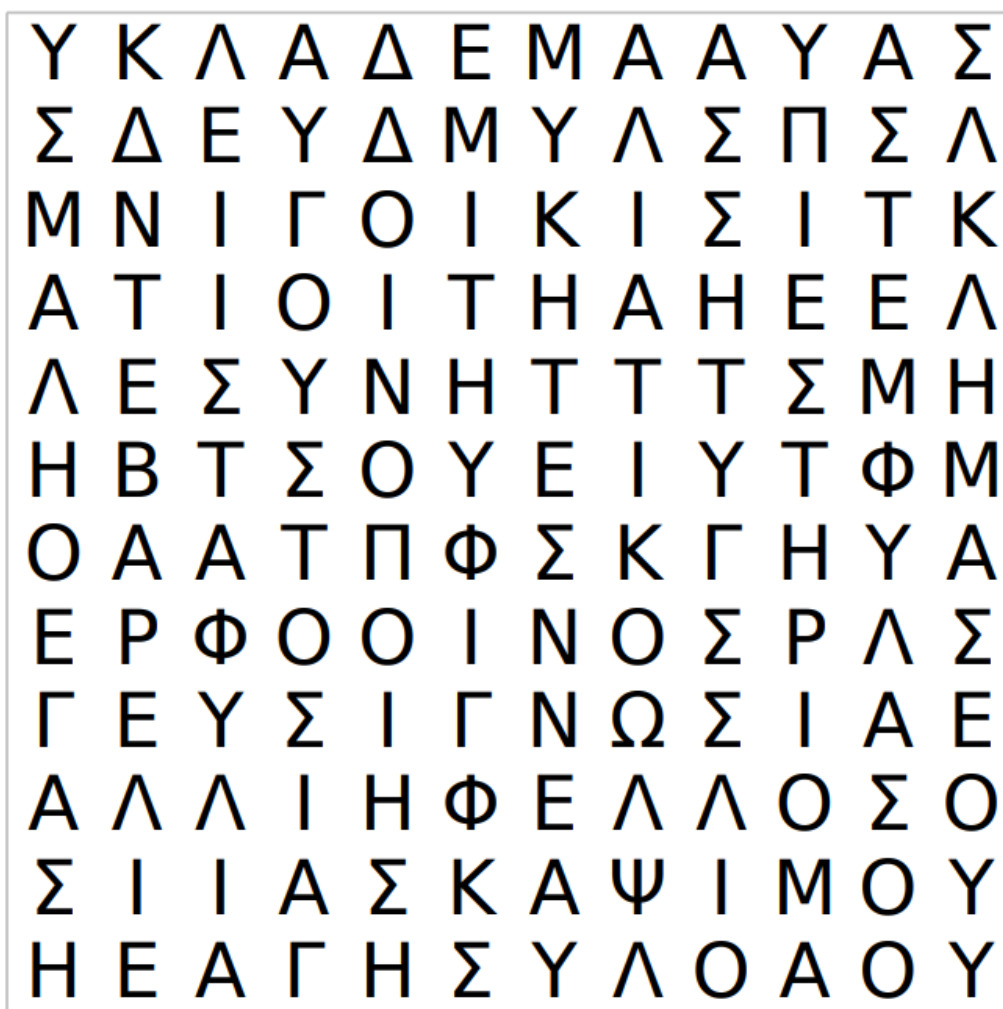 Υ Κ Λ Α Δ Ε Μ Α Α Υ Α Σ
Σ Δ Ε Υ Δ Μ Υ Λ Σ Π Σ Λ
Μ Ν Ι Γ Ο Ι Κ Ι Σ Ι Τ Κ
Α Τ Ι Ο Ι Τ Η Α Η Ε Ε Λ
Λ Ε Σ Υ Ν Η Τ Τ Τ Σ Μ Η
Η Β Τ Σ Ο Υ Ε Ι Υ Τ Φ Μ
Ο Α Α Τ Π Φ Σ Κ Γ Η Υ Α
Ε Ρ Φ Ο Ο Ι Ν Ο Σ Ρ Λ Σ
Γ Ε Υ Σ Ι Γ Ν Ω Σ Ι Α Ε
Α Λ Λ Ι Η Φ Ε Λ Λ Ο Σ Ο
Σ Ι Ι Α Σ Κ Α Ψ Ι Μ Ο Υ
Η Ε Α Γ Η Σ Υ Λ Ο Α Ο Υ